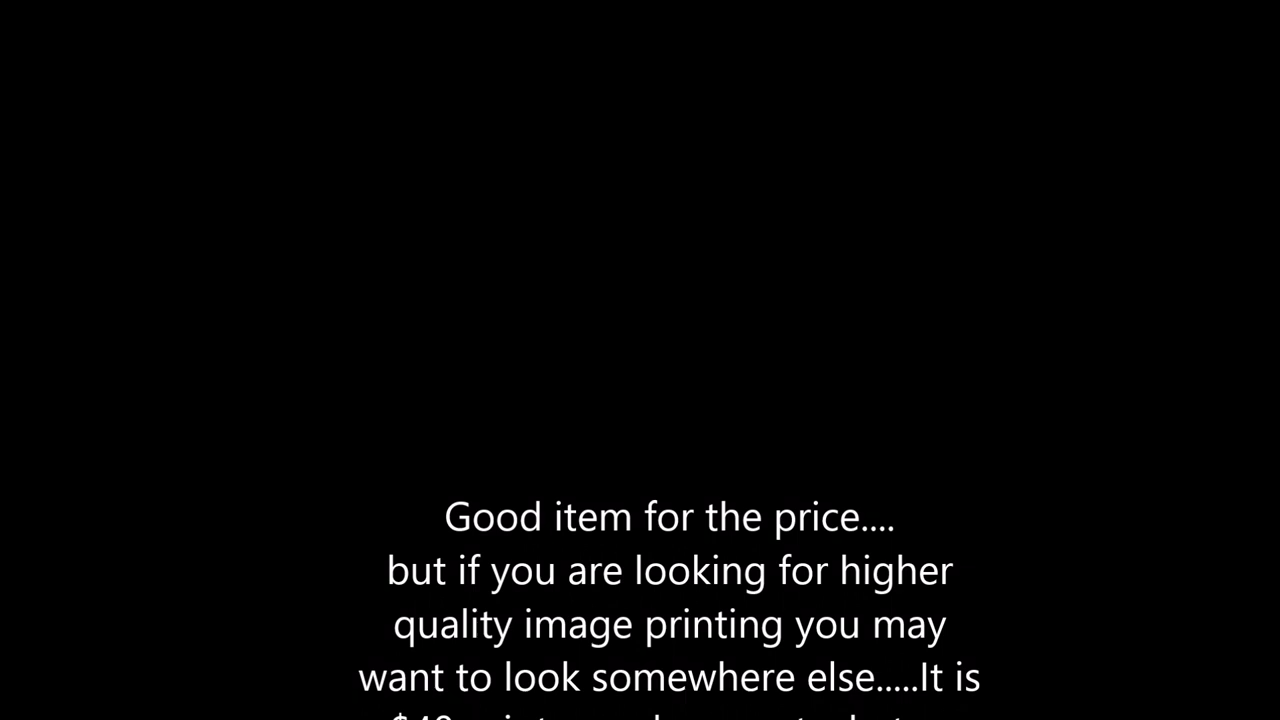 Good item for the price....
but if you are looking for higher
quality image printing you may
want to look somewhere else.....It is